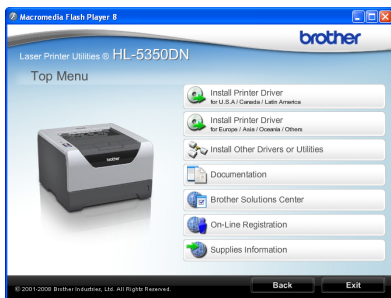 Macromedia Flash Player 8
brother
Laser Printer Utilities ® HL-5350DN
Top Menu
Install Printer Driver
for U.S.A / Canada / Latin America
Install Printer Driver
for Europe / Asia / Oceania / Others
Install Other Drivers or Utilities
Documentation
Brother Solutions Center
On-Line Registration
Supplies Information
brother
© 2001-2008 Brother Industries, Ltd. All Rights Reserved.
Back
Exit